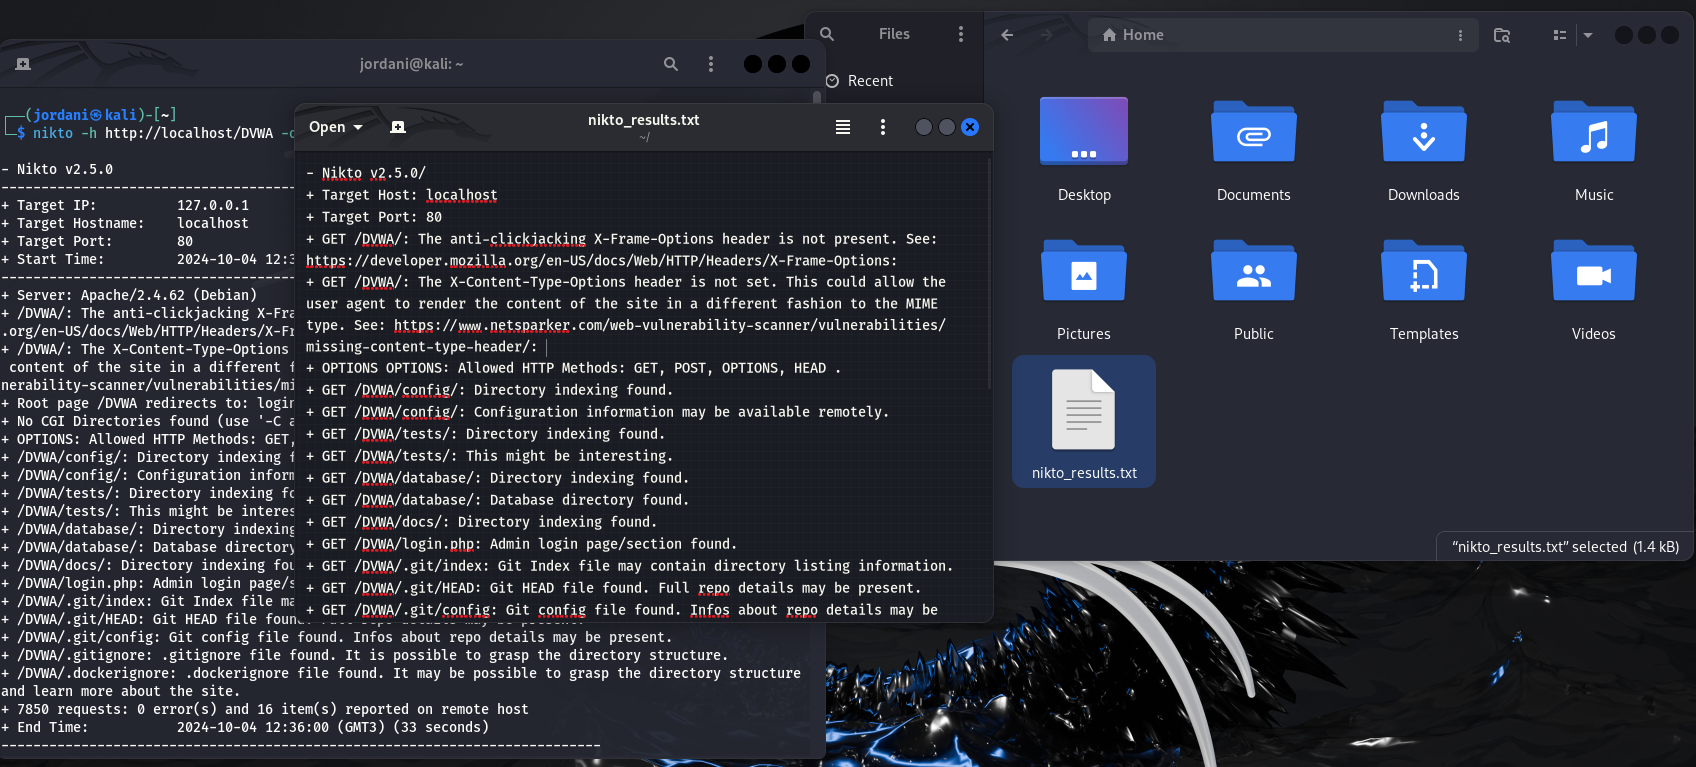 jordani@kali: ~
┌──(jordani㉿kali)-[~]
└─$ nikto -h http://localhost/DVWA -o
- Nikto v2.5.0
---------------------------------------------------------------------------
+ Target IP:          127.0.0.1
+ Target Hostname:    localhost
+ Target Port:        80
+ Start Time:         2024-10-04 12:3
---------------------------------------------------------------------------
+ Server: Apache/2.4.62 (Debian)
+ /DVWA/: The anti-clickjacking X-Fra
.org/en-US/docs/Web/HTTP/Headers/X-Fr
+ /DVWA/: The X-Content-Type-Options
content of the site in a different f
nerability-scanner/vulnerabilities/mi
+ Root page /DVWA redirects to: login
+ No CGI Directories found (use '-C a
+ OPTIONS: Allowed HTTP Methods: GET,
+ /DVWA/config/: Directory indexing f
+ /DVWA/config/: Configuration inform
+ /DVWA/tests/: Directory indexing fo
+ /DVWA/tests/: This might be interes
+ /DVWA/database/: Directory indexing
+ /DVWA/database/: Database directory
+ /DVWA/docs/: Directory indexing fou
+ /DVWA/login.php: Admin login page/s
+ /DVWA/.git/index: Git Index file ma
+ /DVWA/.git/HEAD: Git HEAD file found. Full repo details may be present.
+ /DVWA/.git/config: Git config file found. Infos about repo details may be present.
+ /DVWA/.gitignore: .gitignore file found. It is possible to grasp the directory structure.
+ /DVWA/.dockerignore: .dockerignore file found. It may be possible to grasp the directory structure
and learn more about the site.
+ 7850 requests: 0 error(s) and 16 item(s) reported on remote host
+ End Time:           2024-10-04 12:36:00 (GMT3) (33 seconds)
---------------------------------------------------------------------------
Open
nikto_results.txt
~/
- Nikto v2.5.0/
+ Target Host: localhost
+ Target Port: 80
+ GET /DVWA/: The anti-clickjacking X-Frame-Options header is not present. See:
https://developer.mozilla.org/en-US/docs/Web/HTTP/Headers/X-Frame-Options:
+ GET /DVWA/: The X-Content-Type-Options header is not set. This could allow the
user agent to render the content of the site in a different fashion to the MIME
type. See: https://www.netsparker.com/web-vulnerability-scanner/vulnerabilities/
missing-content-type-header/:
+ OPTIONS OPTIONS: Allowed HTTP Methods: GET, POST, OPTIONS, HEAD .
+ GET /DVWA/config/: Directory indexing found.
+ GET /DVWA/config/: Configuration information may be available remotely.
+ GET /DVWA/tests/: Directory indexing found.
+ GET /DVWA/tests/: This might be interesting.
+ GET /DVWA/database/: Directory indexing found.
+ GET /DVWA/database/: Database directory found.
+ GET /DVWA/docs/: Directory indexing found.
+ GET /DVWA/login.php: Admin login page/section found.
+ GET /DVWA/.git/index: Git Index file may contain directory listing information.
+ GET /DVWA/.git/HEAD: Git HEAD file found. Full repo details may be present.
+ GET /DVWA/.git/config: Git config file found. Infos about repo details may be
Files
Recent
Home
Desktop
Documents
Downloads
Music
Pictures
Public
Templates
Videos
nikto_results.txt
“nikto_results.txt” selected (1.4 kB)